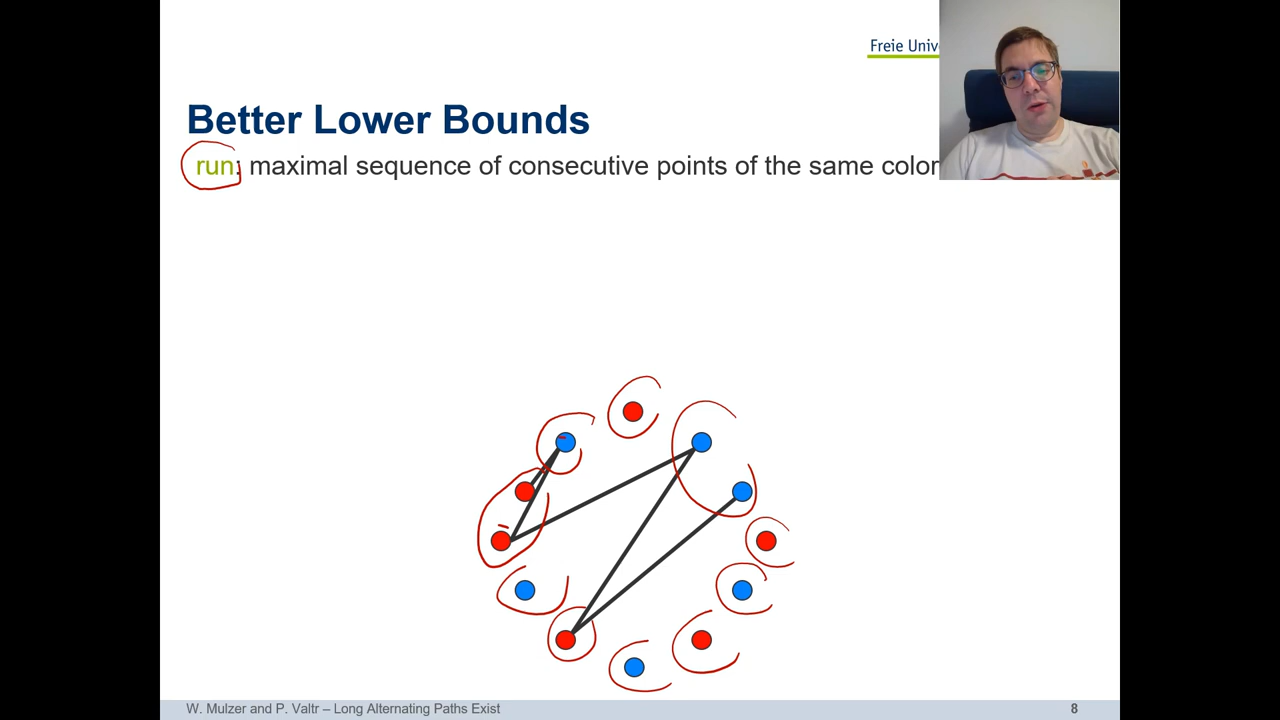 Freie
Better Lower Bounds
run: maximal sequence of consecutive points of the same color
W. Mulzer and P. Valtr – Long Alternating Paths Exist
8